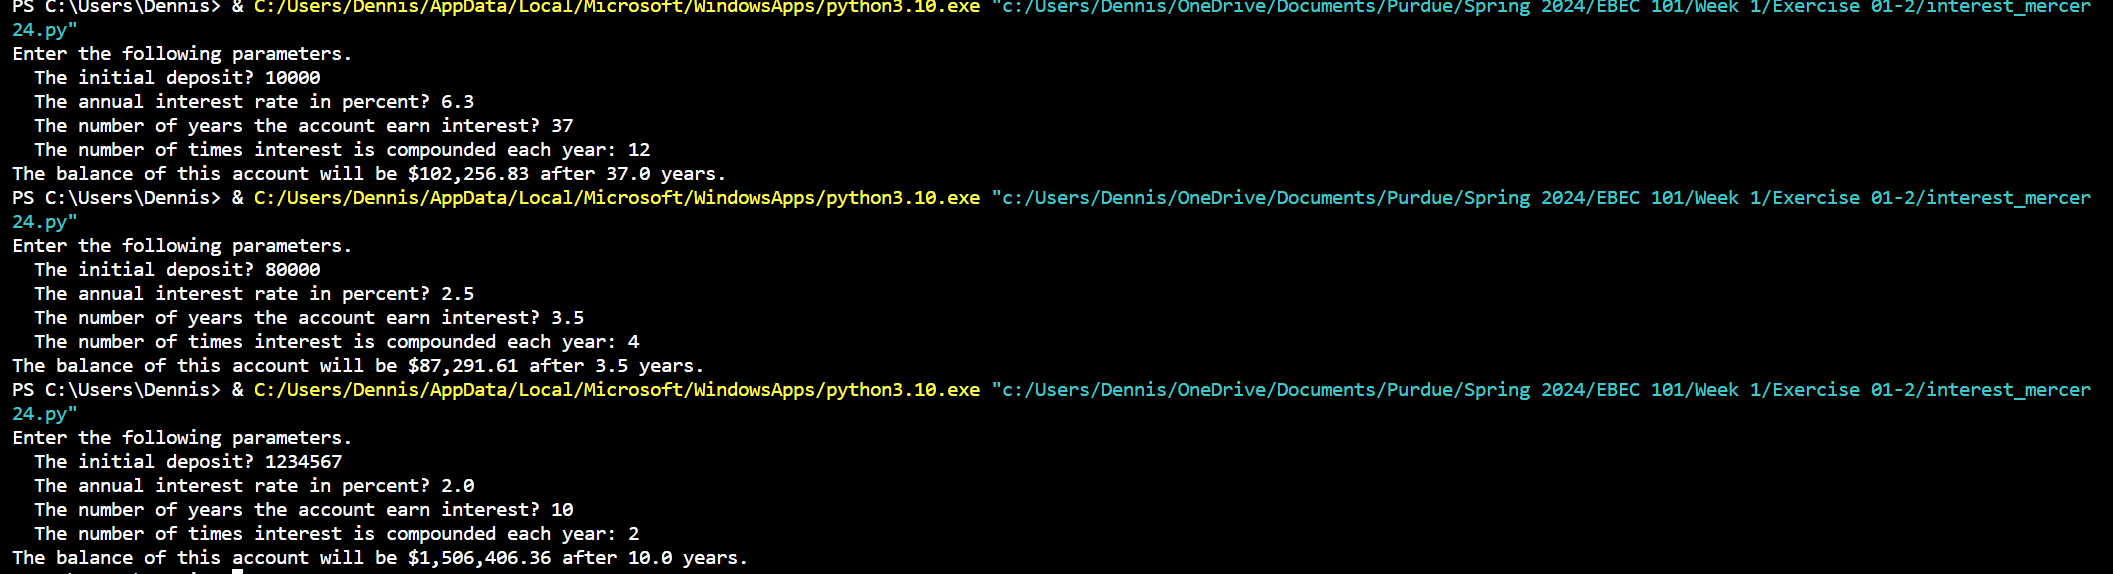 PS C:\Users\Dennis> & C:/Users/Dennis/AppData/Local/Microsoft/WindowsApps/python3.10.exe "c:/Users/Dennis/OneDrive/Documents/Purdue/Spring 2024/EBEC 101/Week 1/Exercise 01-2/interest_mercer
24.py"
Enter the following parameters.
  The initial deposit? 10000
  The annual interest rate in percent? 6.3
  The number of years the account earn interest? 37
  The number of times interest is compounded each year: 12
The balance of this account will be $102,256.83 after 37.0 years.
PS C:\Users\Dennis> & C:/Users/Dennis/AppData/Local/Microsoft/WindowsApps/python3.10.exe "c:/Users/Dennis/OneDrive/Documents/Purdue/Spring 2024/EBEC 101/Week 1/Exercise 01-2/interest_mercer
24.py"
Enter the following parameters.
  The initial deposit? 80000
  The annual interest rate in percent? 2.5
  The number of years the account earn interest? 3.5
  The number of times interest is compounded each year: 4
The balance of this account will be $87,291.61 after 3.5 years.
PS C:\Users\Dennis> & C:/Users/Dennis/AppData/Local/Microsoft/WindowsApps/python3.10.exe "c:/Users/Dennis/OneDrive/Documents/Purdue/Spring 2024/EBEC 101/Week 1/Exercise 01-2/interest_mercer
24.py"
Enter the following parameters.
  The initial deposit? 1234567
  The annual interest rate in percent? 2.0
  The number of years the account earn interest? 10
  The number of times interest is compounded each year: 2
The balance of this account will be $1,506,406.36 after 10.0 years.